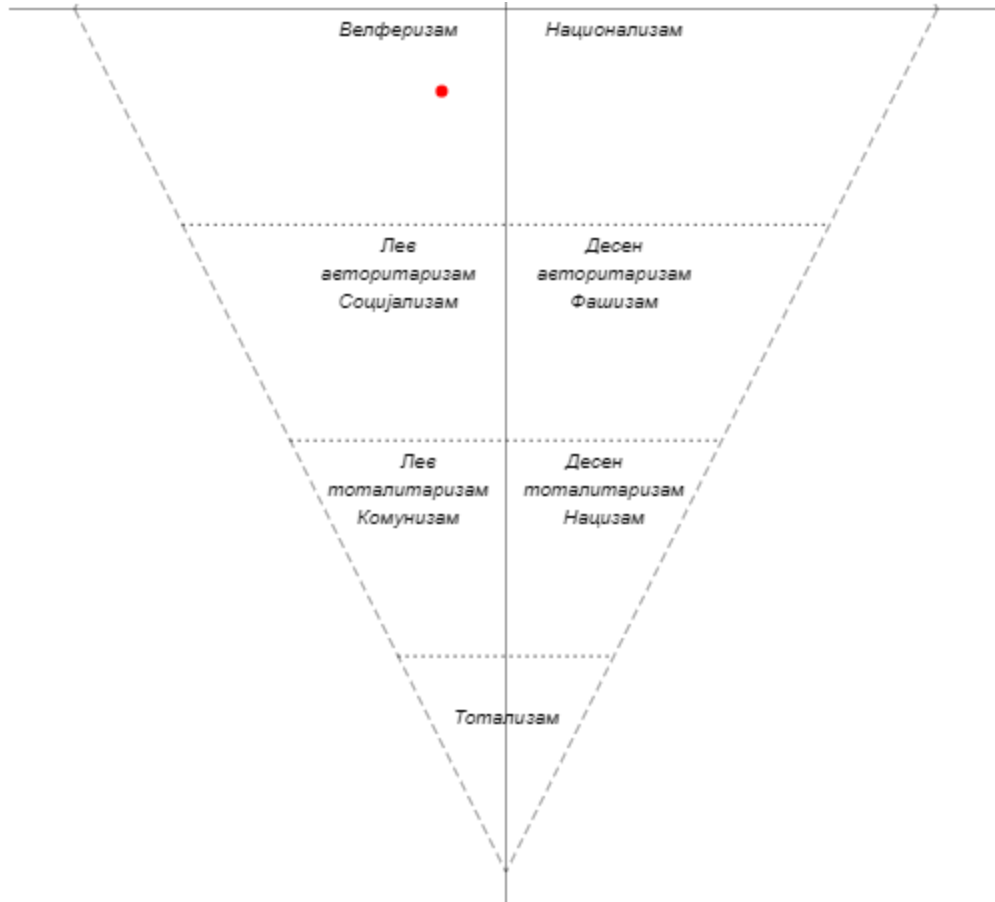 Велферизам
Национализам
Лев
авторитаризам
Социјализам
Десен
авторитаризам
Фашизам
Лев
тоталитаризам
Комунизам
Десен
тоталитаризам
Нацизам
Тотализам